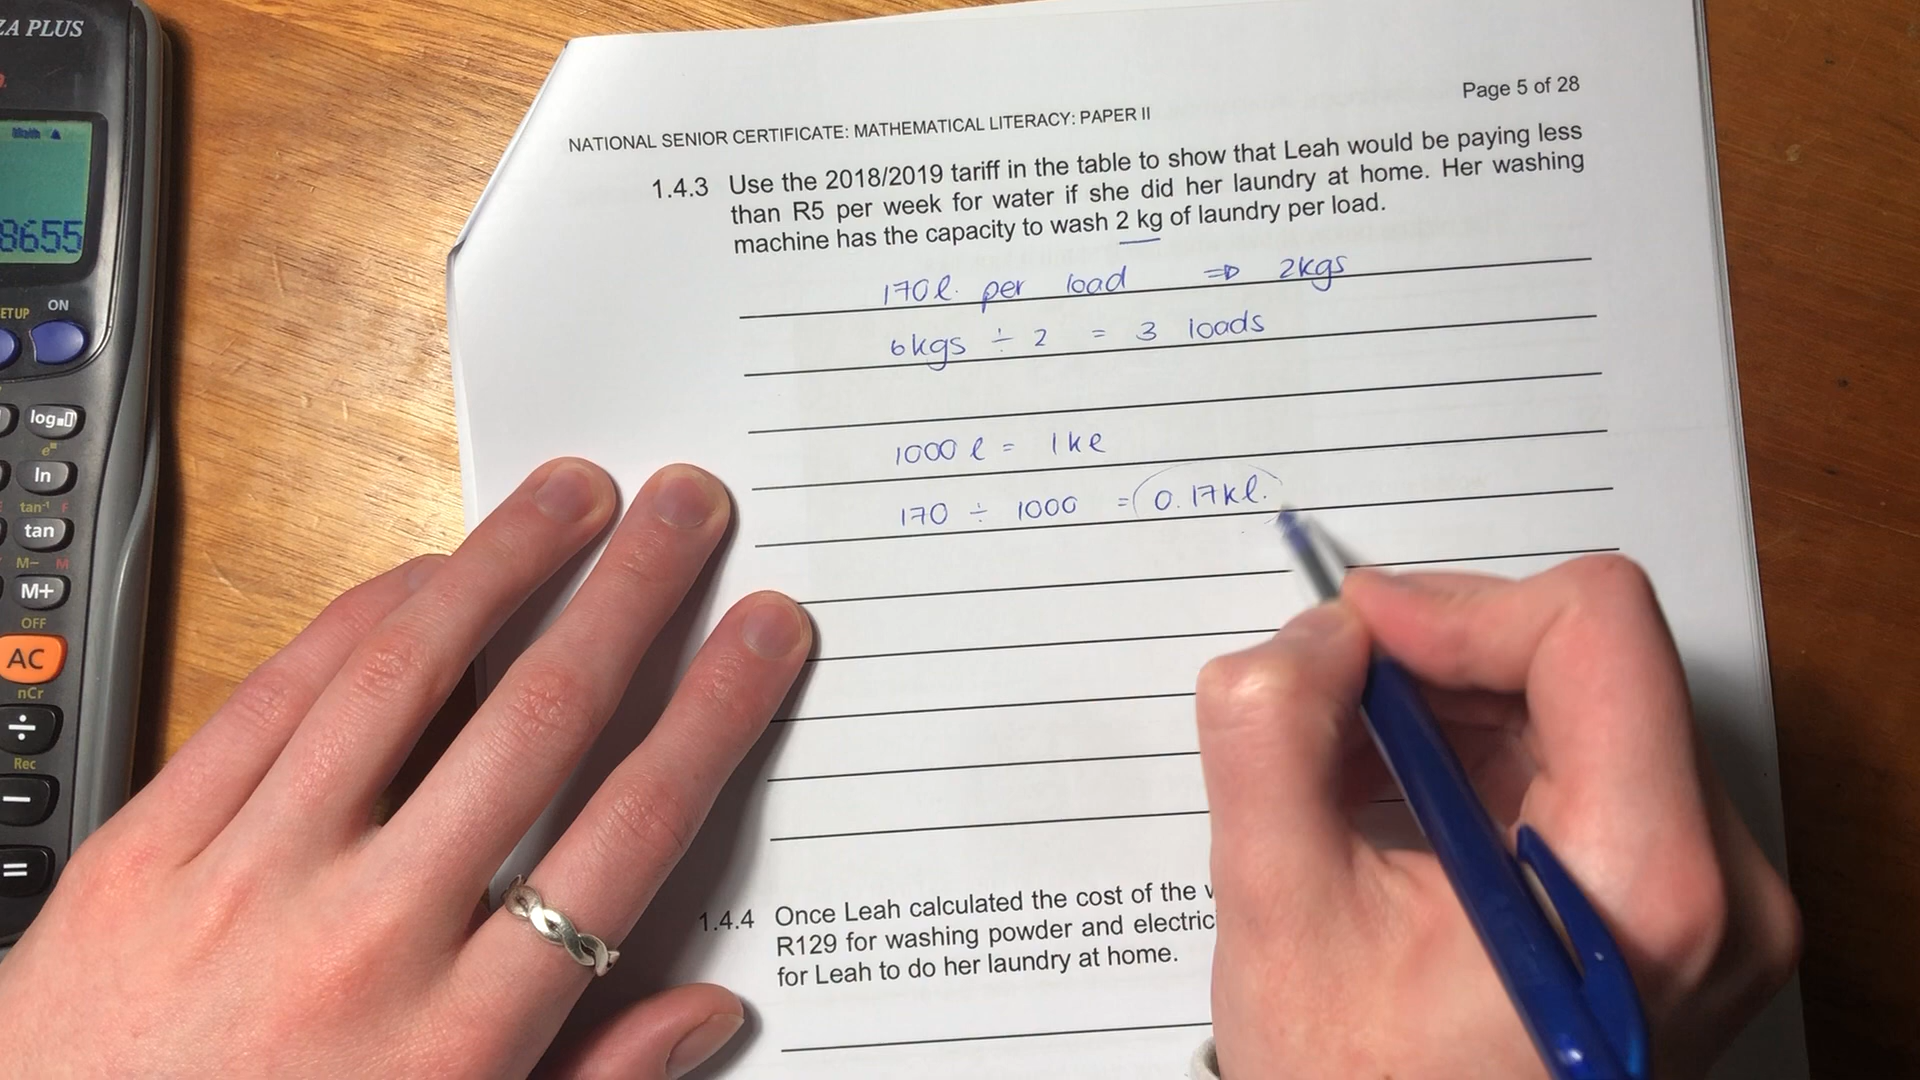 ZA PLUS
Math ▲
8655
ETUP ON
log
eˣ
ln
tan⁻¹ F
tan
M– M
M+
OFF
AC
nCr
÷
Rec
−
=
Page 5 of 28
NATIONAL SENIOR CERTIFICATE: MATHEMATICAL LITERACY: PAPER II
1.4.3 Use the 2018/2019 tariff in the table to show that Leah would be paying less
than R5 per week for water if she did her laundry at home. Her washing
machine has the capacity to wash 2 kg of laundry per load.
170l. per load ⇒ 2kgs
6kgs ÷ 2 = 3 loads
1000 l = 1kl
170 ÷ 1000 = 0.17kl.
1.4.4 Once Leah calculated the cost of the
R129 for washing powder and electric
for Leah to do her laundry at home.